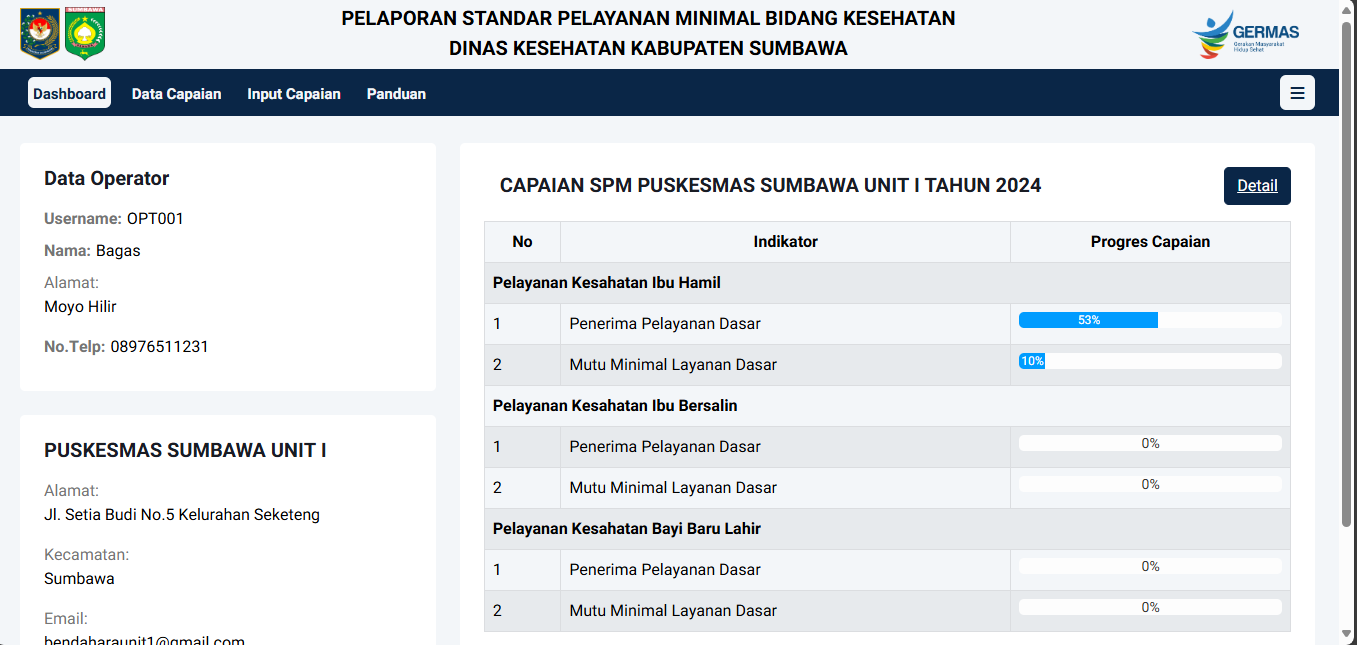 SUMBAWA
PELAPORAN STANDAR PELAYANAN MINIMAL BIDANG KESEHATAN
DINAS KESEHATAN KABUPATEN SUMBAWA
GERMAS
Gerakan Masyarakat
Hidup Sehat
Dashboard
Data Capaian
Input Capaian
Panduan
Data Operator
Username: OPT001
Nama: Bagas
Alamat:
Moyo Hilir
No.Telp: 08976511231
PUSKESMAS SUMBAWA UNIT I
Alamat:
Jl. Setia Budi No.5 Kelurahan Seketeng
Kecamatan:
Sumbawa
Email:
bendaharaunit1@gmail.com
CAPAIAN SPM PUSKESMAS SUMBAWA UNIT I TAHUN 2024
Detail
No Indikator Progres Capaian
Pelayanan Kesahatan Ibu Hamil
1 Penerima Pelayanan Dasar 53%
2 Mutu Minimal Layanan Dasar 10%
Pelayanan Kesahatan Ibu Bersalin
1 Penerima Pelayanan Dasar 0%
2 Mutu Minimal Layanan Dasar 0%
Pelayanan Kesahatan Bayi Baru Lahir
1 Penerima Pelayanan Dasar 0%
2 Mutu Minimal Layanan Dasar 0%